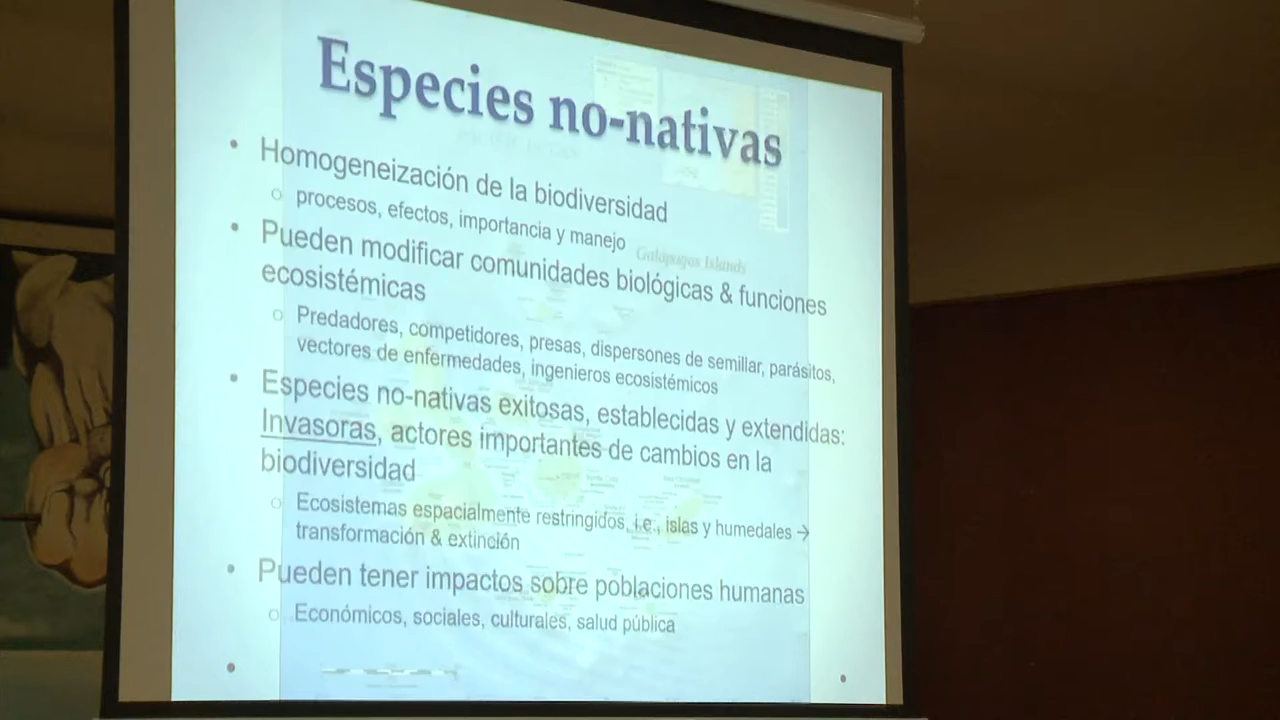 Especies no-nativas
• Homogeneización de la biodiversidad
o procesos, efectos, importancia y manejo
Galápagos Islands
• Pueden modificar comunidades biológicas & funciones
ecosistémicas
o Predadores, competidores, presas, dispersones de semillar, parásitos,
vectores de enfermedades, ingenieros ecosistémicos
• Especies no-nativas exitosas, establecidas y extendidas:
Invasoras, actores importantes de cambios en la
biodiversidad
o Ecosistemas espacialmente restringidos, i.e., islas y humedales →
transformación & extinción
• Pueden tener impactos sobre poblaciones humanas
o Económicos, sociales, culturales, salud pública